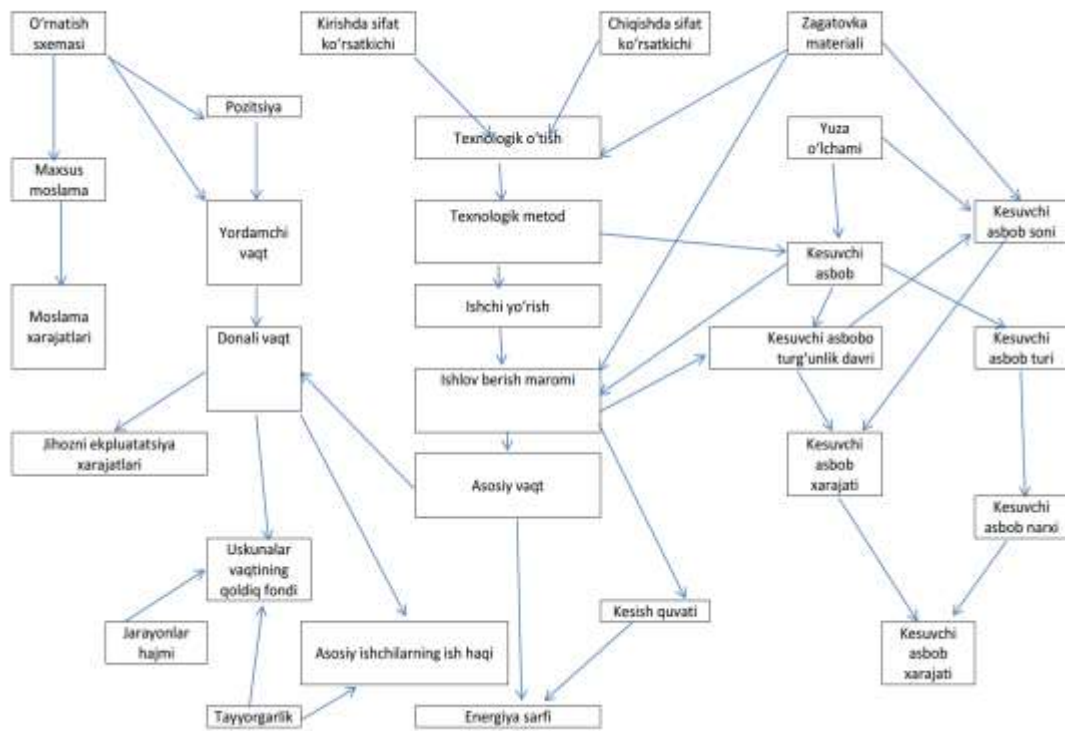 O‘rnatish
sxemasi
Kirishda sifat
ko‘rsatkichi
Chiqishda sifat
ko‘rsatkichi
Zagatovka
materiali
Pozitsiya
Texnologik o‘tish
Yuza
o‘lchami
Maxsus
moslama
Yordamchi
vaqt
Texnologik metod
Kesuvchi
asbob soni
Kesuvchi
asbob
Moslama
xarajatlari
Ishchi yo‘rish
Donali vaqt
Ishlov berish maromi
Kesuvchi asbobo
turg‘unlik davri
Kesuvchi
asbob turi
Jihozni ekpluatatsiya
xarajatlari
Asosiy vaqt
Kesuvchi
asbob
xarajati
Kesuvchi
asbob narxi
Uskunalar
vaqtining
qoldiq fondi
Kesish quvati
Jarayonlar
hajmi
Asosiy ishchilarning ish haqi
Kesuvchi
asbob
xarajati
Tayyorgarlik
Energiya sarfi